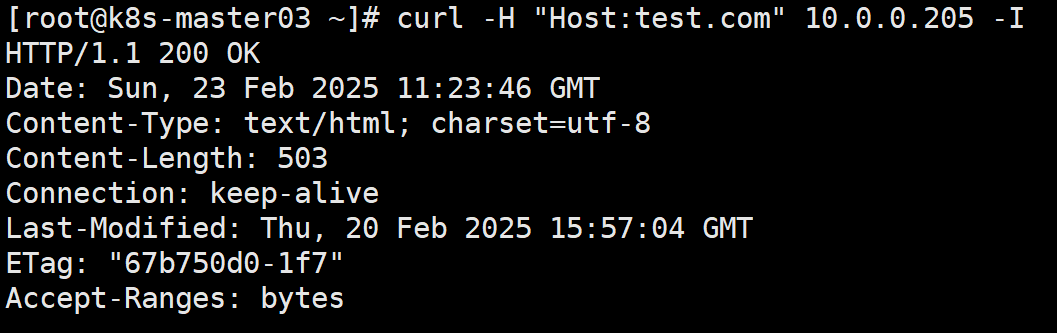 [root@k8s-master03 ~]# curl -H "Host:test.com" 10.0.0.205 -I
HTTP/1.1 200 OK
Date: Sun, 23 Feb 2025 11:23:46 GMT
Content-Type: text/html; charset=utf-8
Content-Length: 503
Connection: keep-alive
Last-Modified: Thu, 20 Feb 2025 15:57:04 GMT
ETag: "67b750d0-1f7"
Accept-Ranges: bytes